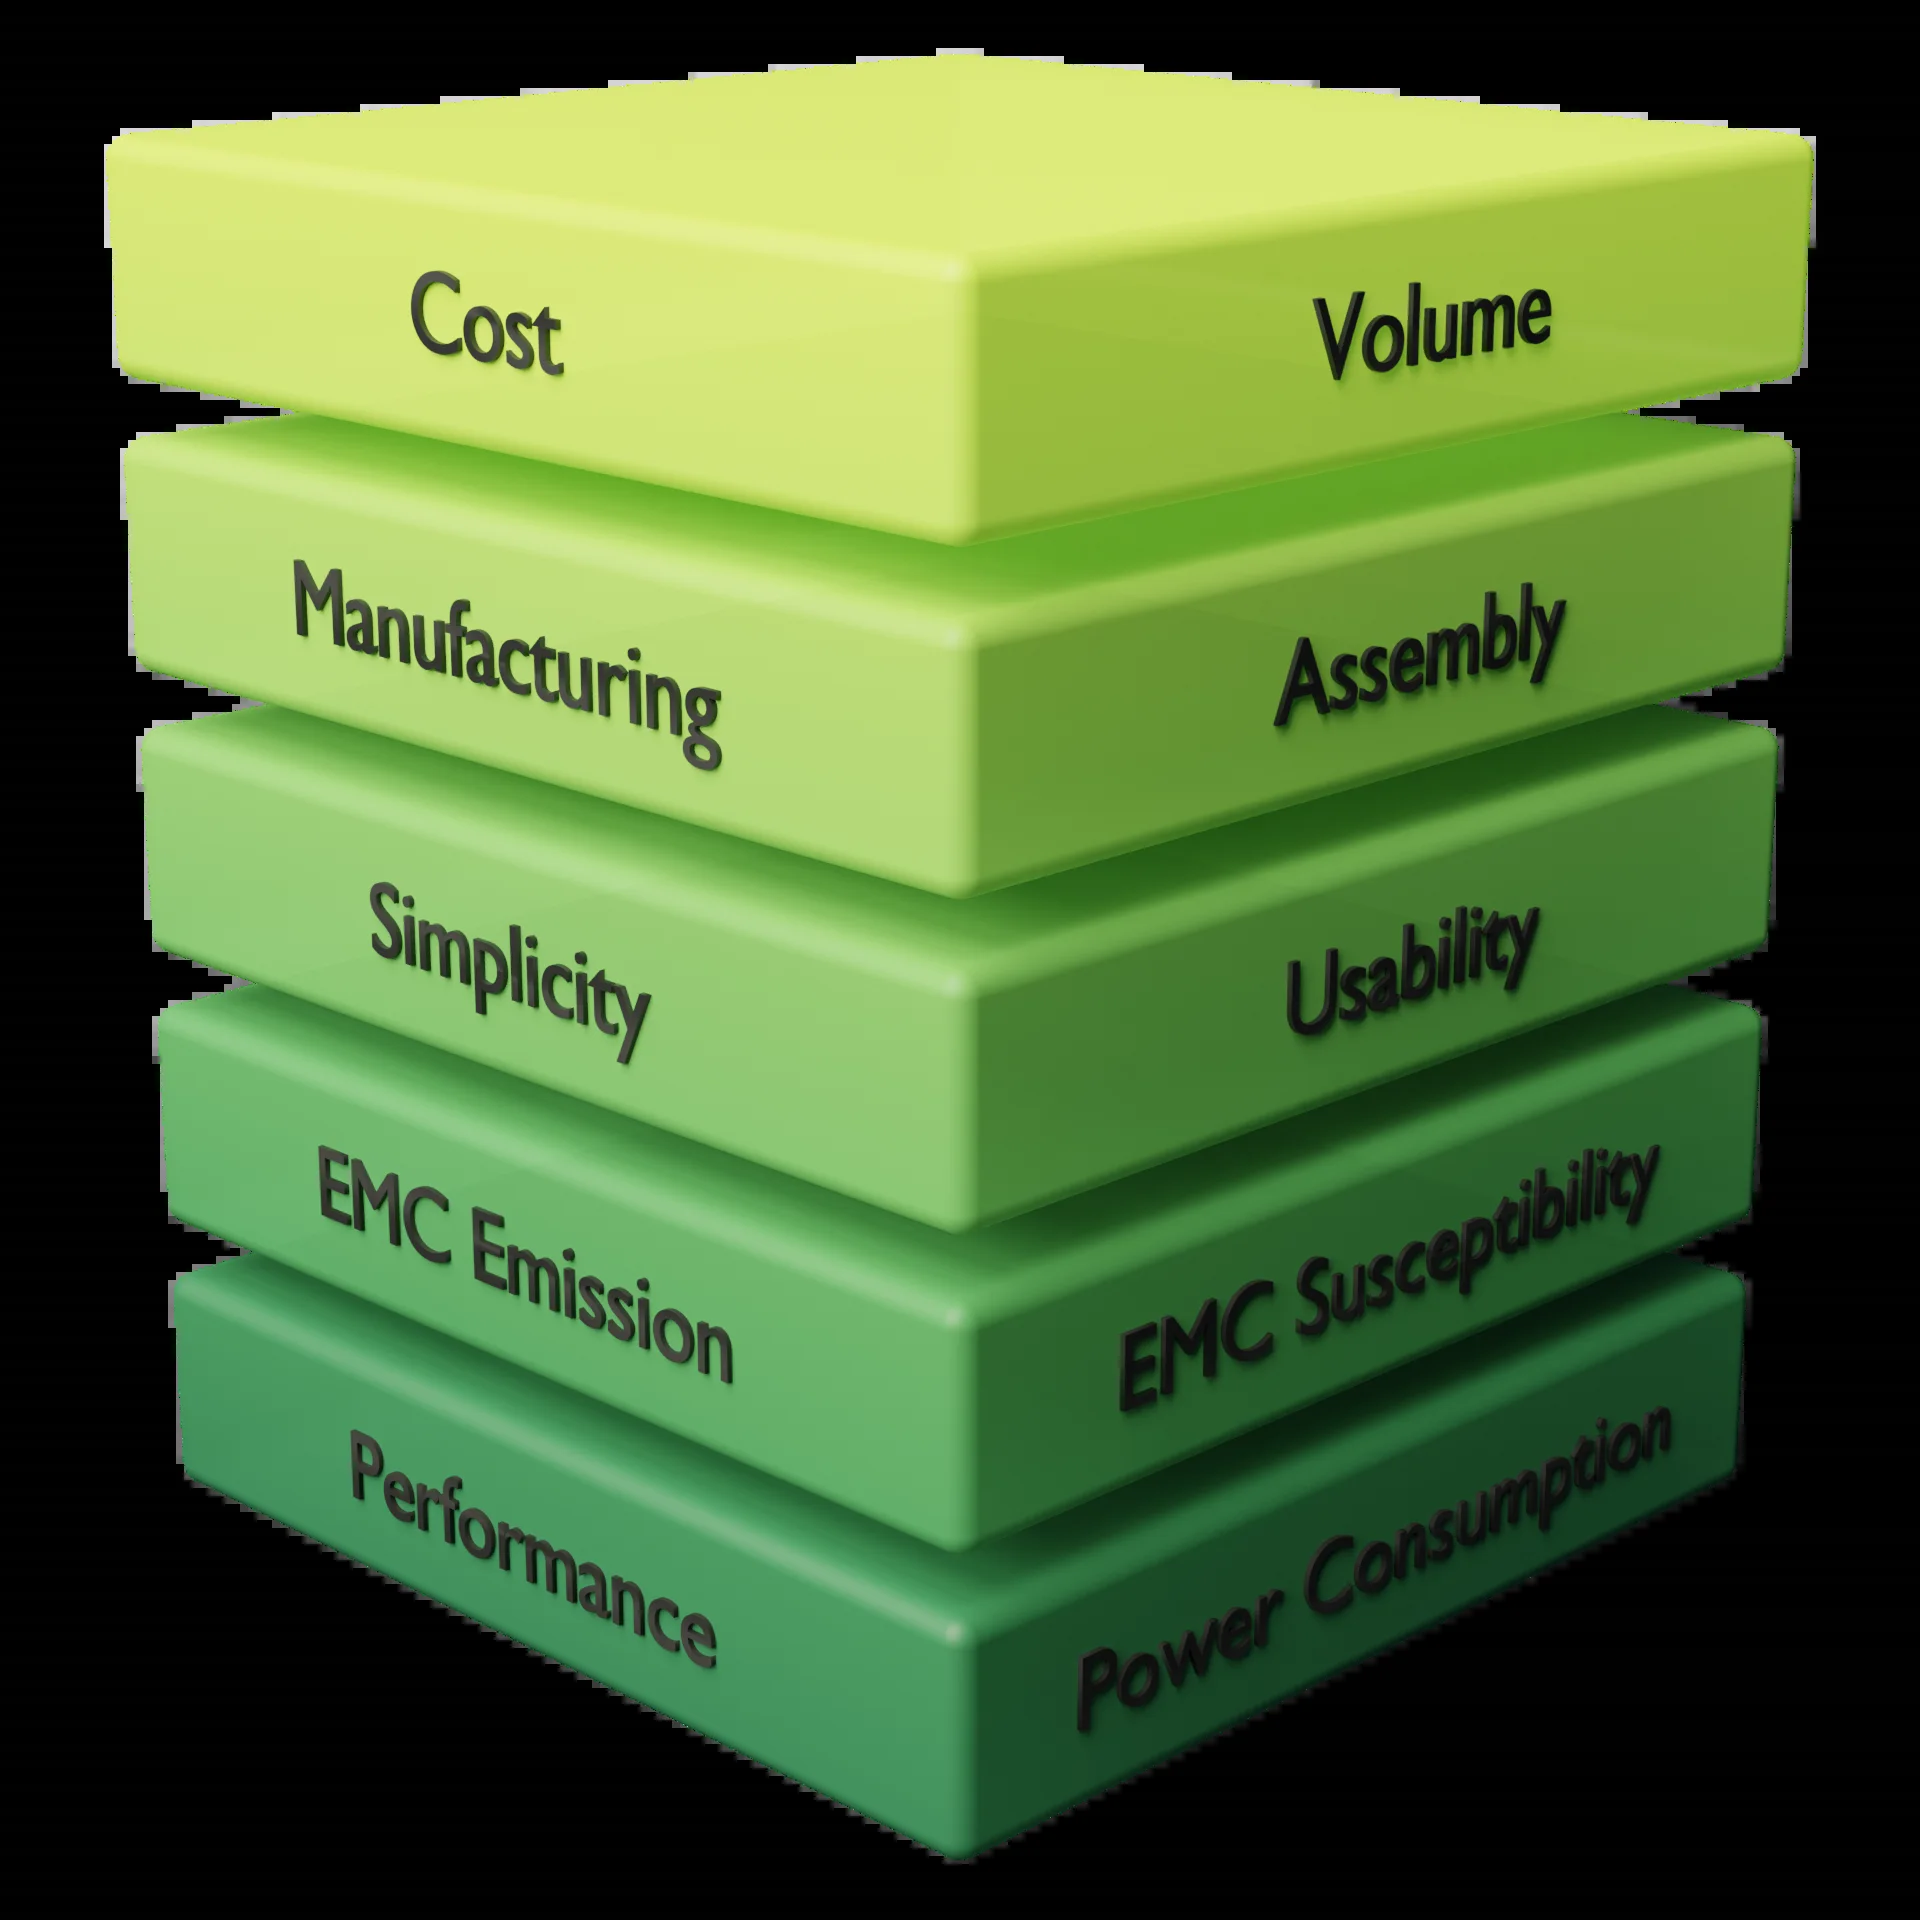 Cost
Volume
Manufacturing
Assembly
Simplicity
Usability
EMC Emission
EMC Susceptibility
Performance
Power Consumption